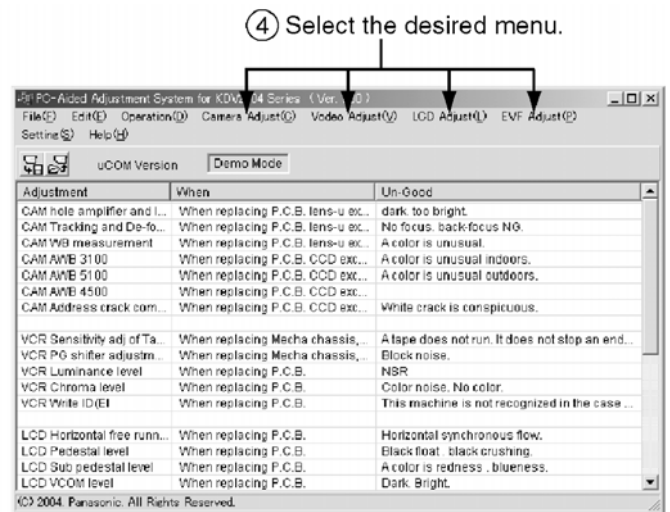 ④ Select the desired menu.
PC-Aided Adjustment System for KDV 04 Series (Ver. 0)
File(F) Edit(E) Operation(D) Camera Adjust(C) Vodeo Adjust(V) LCD Adjust(L) EVF Adjust(P)
Setting(S) Help(H)
uCOM Version Demo Mode
Adjustment When Un-Good
CAM hole amplifier and l... When replacing P.C.B. lens-u ex... dark. too bright.
CAM Tracking and De-fo... When replacing P.C.B. lens-u ex... No focus. back-focus NG.
CAM WB measurement When replacing P.C.B. lens-u ex... A color is unusual.
CAM AWB 3100 When replacing P.C.B. CCD exc... A color is unusual indoors.
CAM AWB 5100 When replacing P.C.B. CCD exc... A color is unusual outdoors.
CAM AWB 4500 When replacing P.C.B. CCD exc...
CAM Address crack com... When replacing P.C.B. CCD exc... White crack is conspicuous.
VCR Sensitivity adj of Ta... When replacing Mecha chassis,... A tape does not run. It does not stop an end...
VCR PG shifter adjustm... When replacing Mecha chassis,... Block noise.
VCR Luminance level When replacing P.C.B. NSR
VCR Chroma level When replacing P.C.B. Color noise. No color.
VCR Write ID(EI When replacing P.C.B. This machine is not recognized in the case ...
LCD Horizontal free runn... When replacing P.C.B. Horizontal synchronous flow.
LCD Pedestal level When replacing P.C.B. Black float . black crushing.
LCD Sub pedestal level When replacing P.C.B. A color is redness . blueness.
LCD VCOM level When replacing P.C.B. Dark. Bright.
(C) 2004. Panasonic. All Rights Reserved.